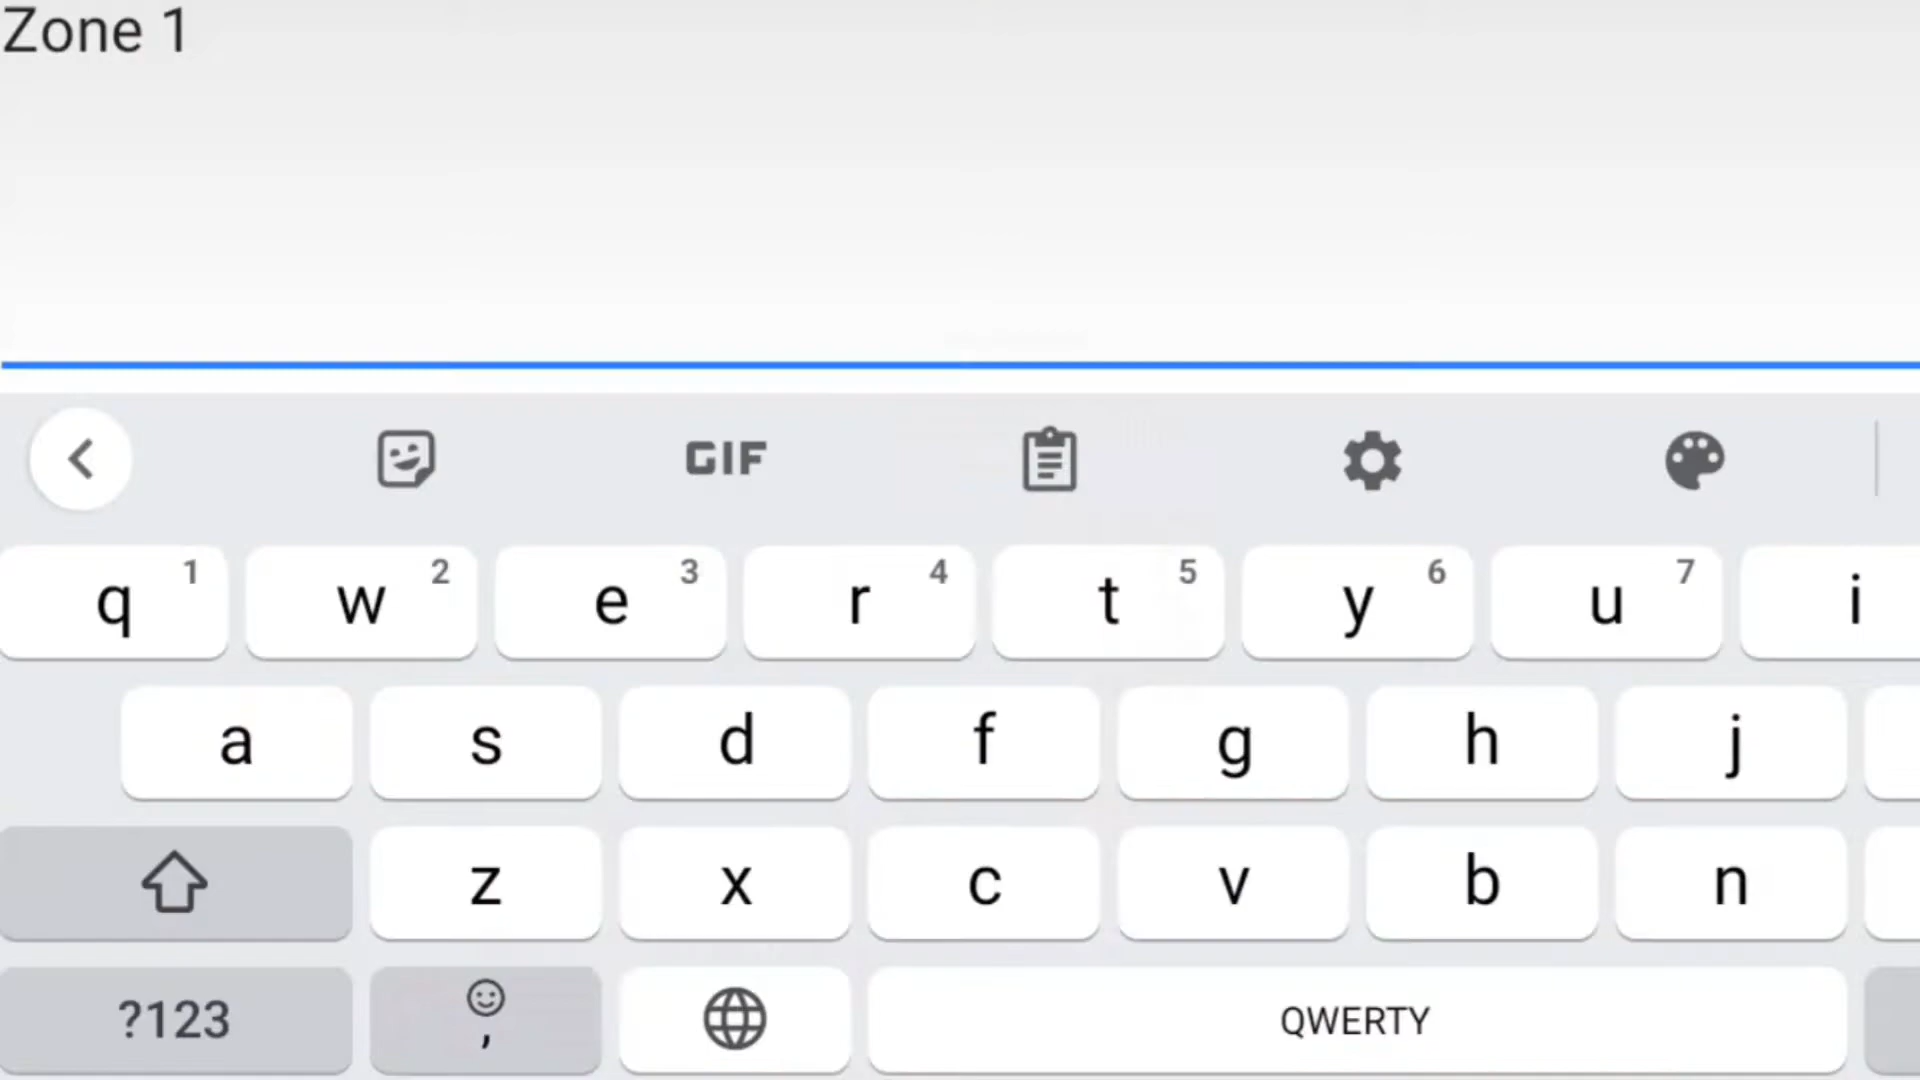 Zone 1
GIF
q 1 w 2 e 3 r 4 t 5 y 6 u 7 i
a s d f g h j
z x c v b n
?123 , QWERTY